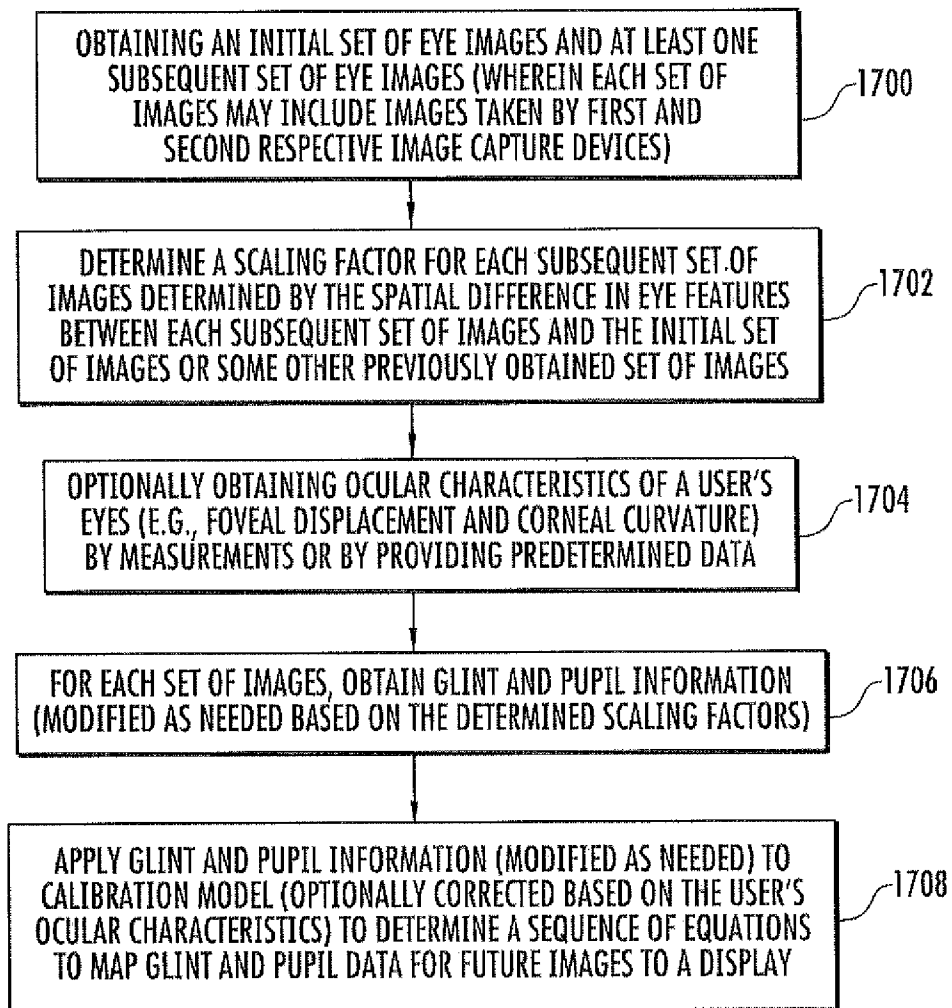 OBTAINING AN INITIAL SET OF EYE IMAGES AND AT LEAST ONE
SUBSEQUENT SET OF EYE IMAGES (WHEREIN EACH SET OF
IMAGES MAY INCLUDE IMAGES TAKEN BY FIRST AND
SECOND RESPECTIVE IMAGE CAPTURE DEVICES)
1700
DETERMINE A SCALING FACTOR FOR EACH SUBSEQUENT SET OF
IMAGES DETERMINED BY THE SPATIAL DIFFERENCE IN EYE FEATURES
BETWEEN EACH SUBSEQUENT SET OF IMAGES AND THE INITIAL SET
OF IMAGES OR SOME OTHER PREVIOUSLY OBTAINED SET OF IMAGES
1702
OPTIONALLY OBTAINING OCULAR CHARACTERISTICS OF A USER'S
EYES (E.G., FOVEAL DISPLACEMENT AND CORNEAL CURVATURE)
BY MEASUREMENTS OR BY PROVIDING PREDETERMINED DATA
1704
FOR EACH SET OF IMAGES, OBTAIN GLINT AND PUPIL INFORMATION
(MODIFIED AS NEEDED BASED ON THE DETERMINED SCALING FACTORS)
1706
APPLY GLINT AND PUPIL INFORMATION (MODIFIED AS NEEDED) TO
CALIBRATION MODEL (OPTIONALLY CORRECTED BASED ON THE USER'S
OCULAR CHARACTERISTICS) TO DETERMINE A SEQUENCE OF EQUATIONS
TO MAP GLINT AND PUPIL DATA FOR FUTURE IMAGES TO A DISPLAY
1708